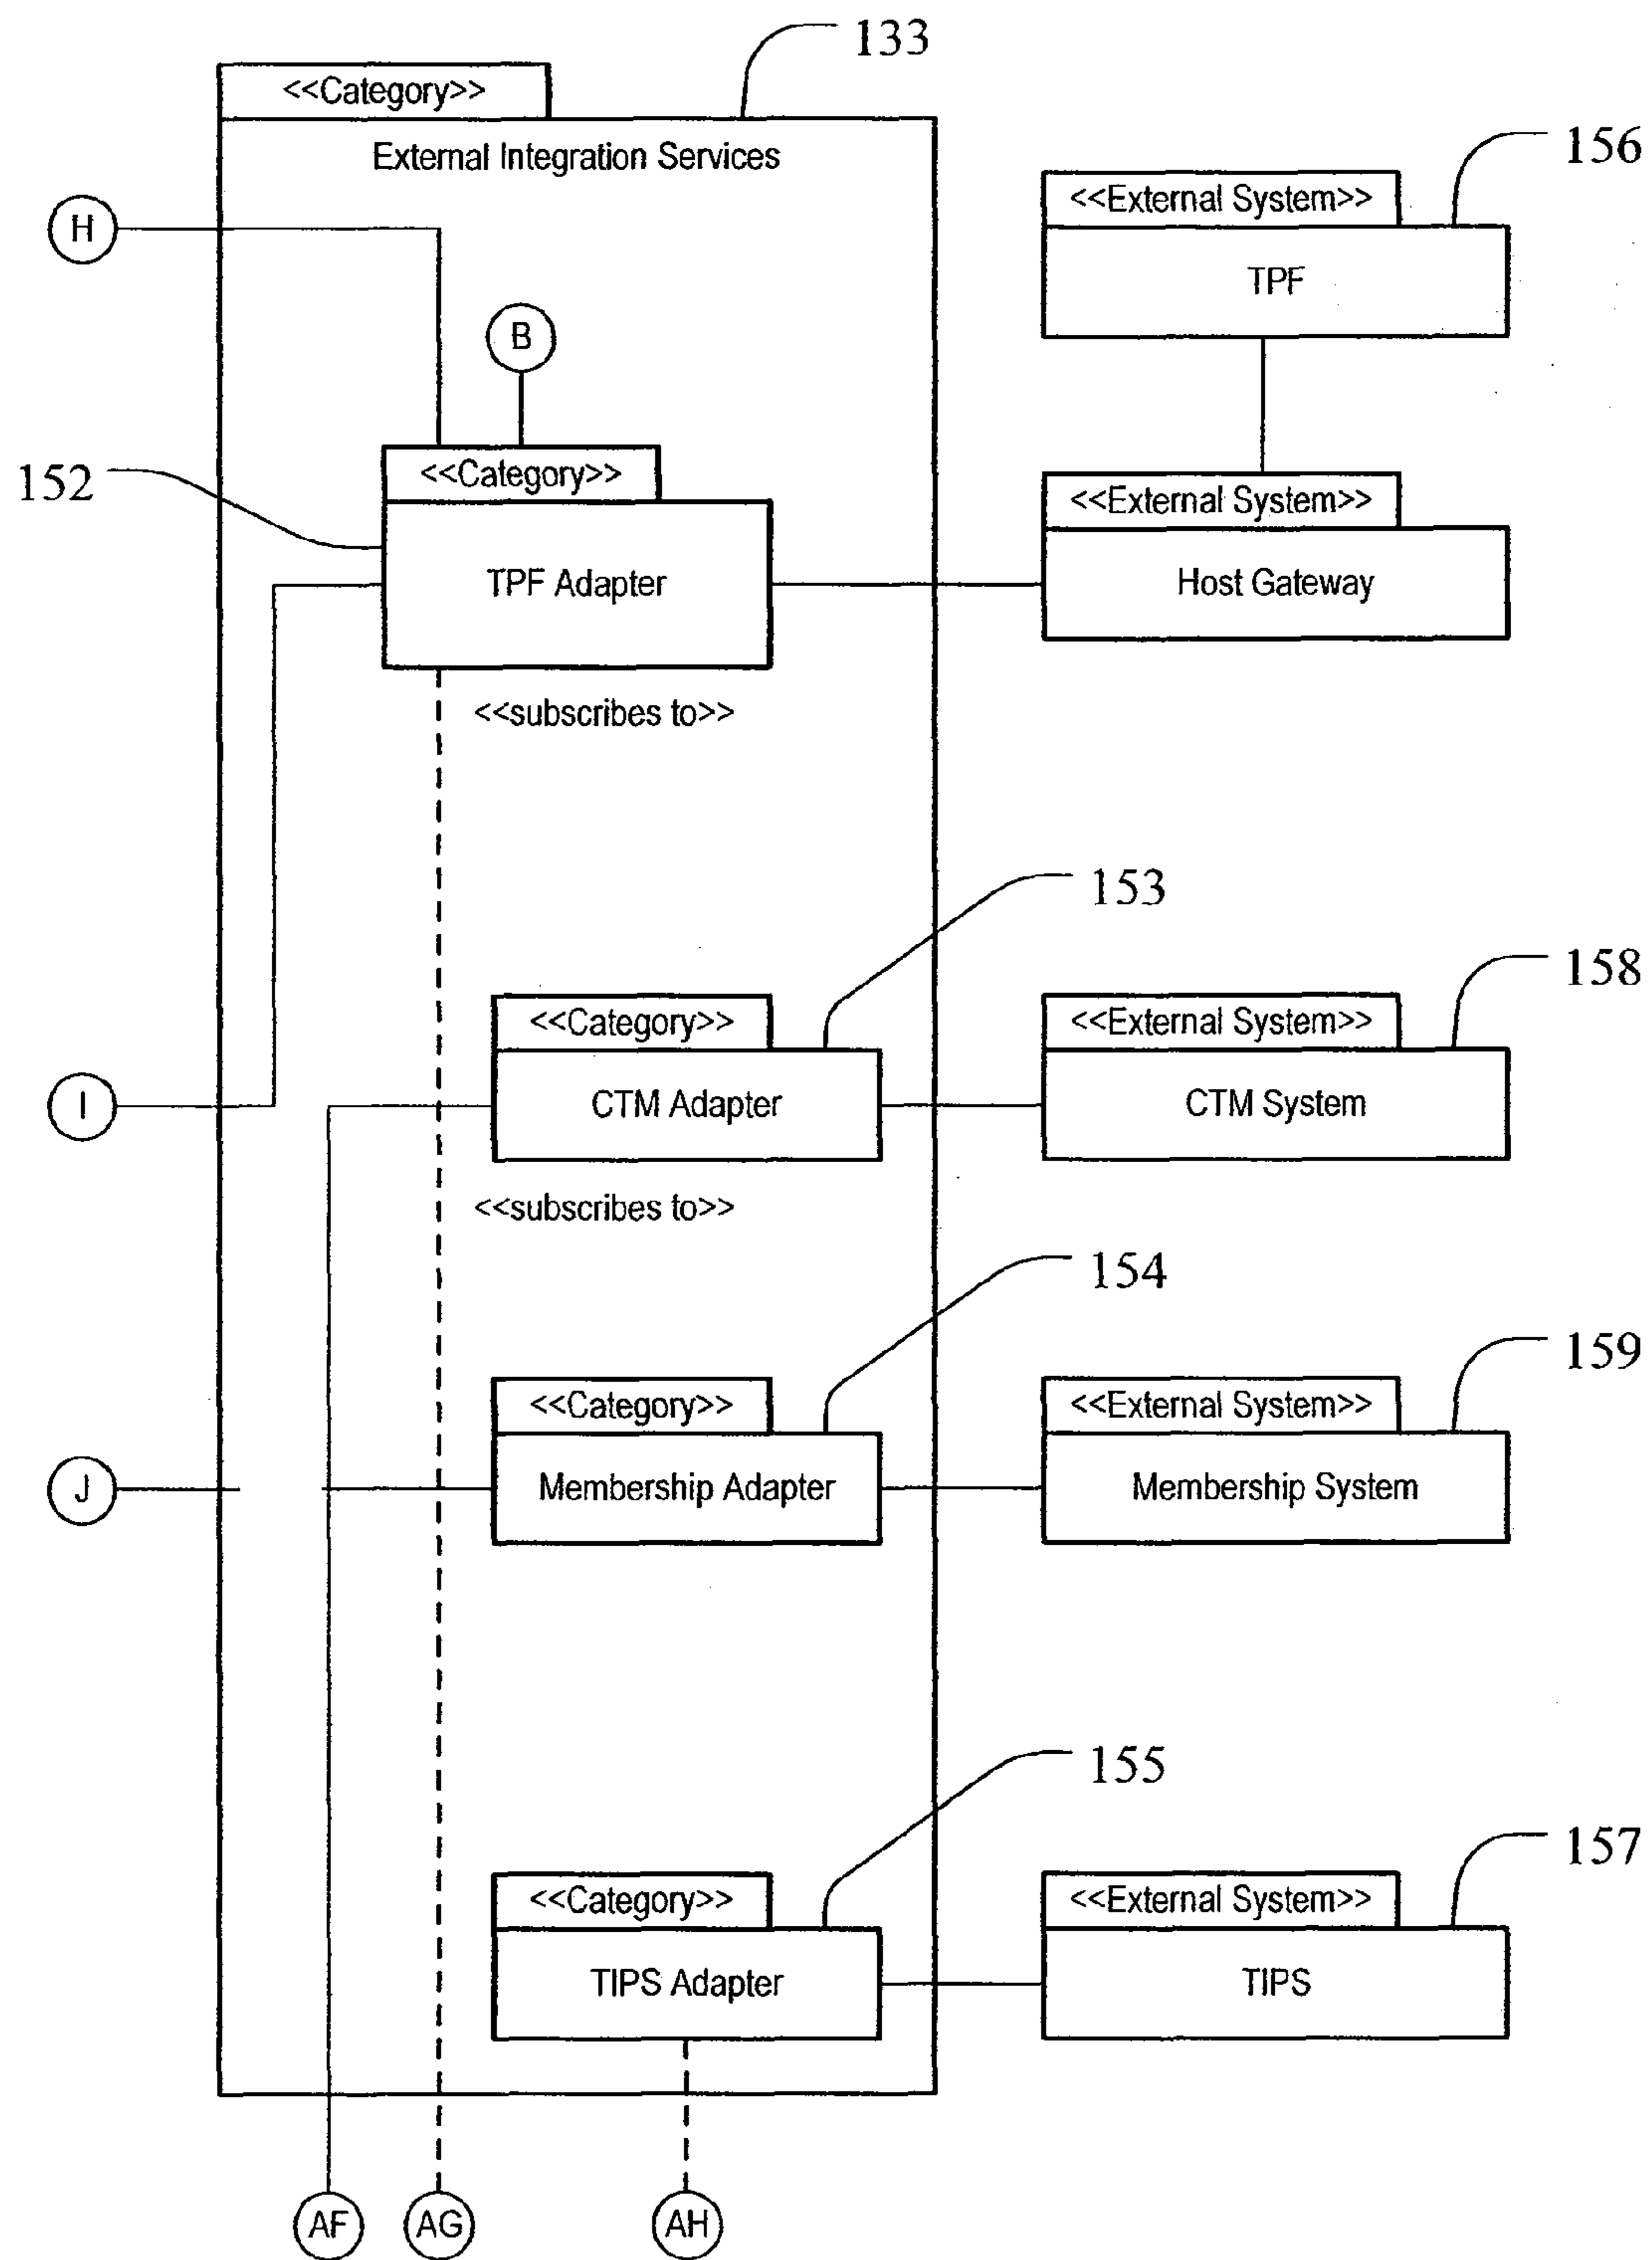 133
<<Category>>
External Integration Services
156
<<External System>>
H
TPF
B
152
<<Category>>
<<External System>>
TPF Adapter
Host Gateway
<<subscribes to>>
153
158
<<Category>>
<<External System>>
I
CTM Adapter
CTM System
<<subscribes to>>
154
159
<<Category>>
<<External System>>
J
Membership Adapter
Membership System
155
157
<<Category>>
<<External System>>
TIPS Adapter
TIPS
AF
AG
AH